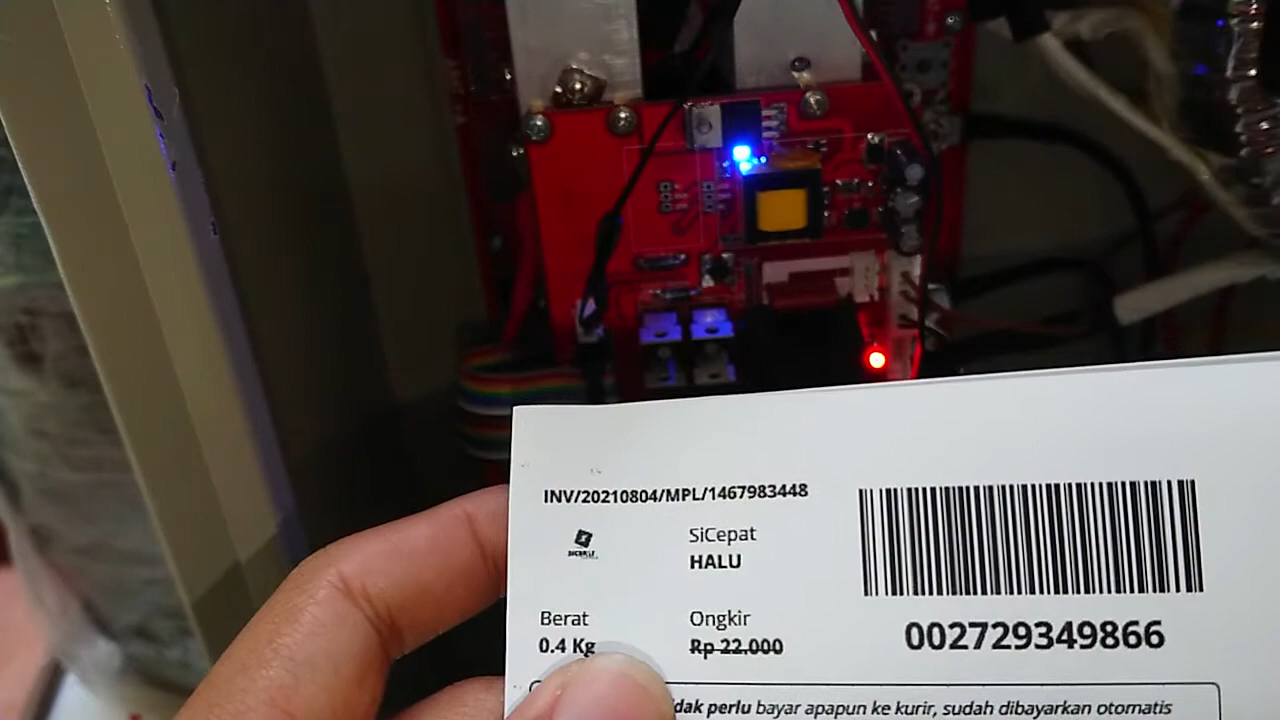 INV/20210804/MPL/1467983448
SiCepat
HALU
Berat
Ongkir
0.4 Kg
Rp 22,000
002729349866
dak perlu bayar apapun ke kurir, sudah dibayarkan otomatis